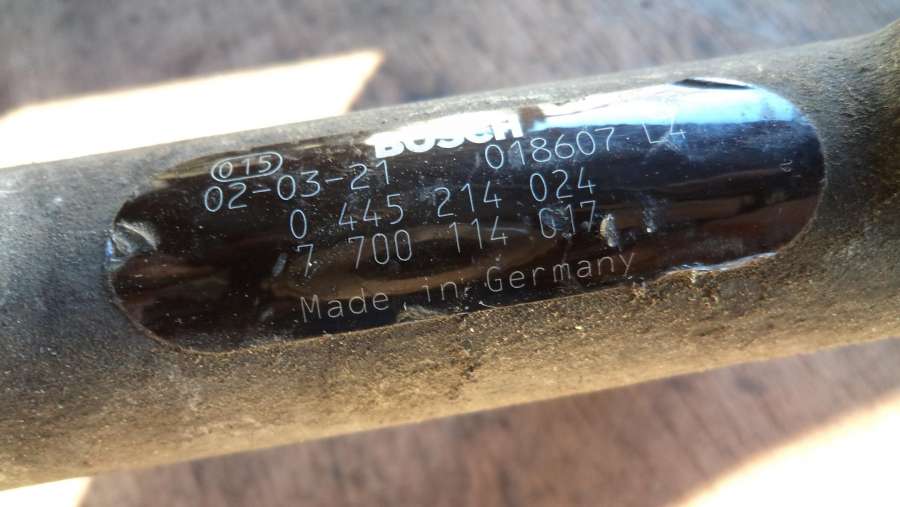 BOSCH
015
02-03-21 018607 L4
0 445 214 024
7 700 114 017
Made in Germany